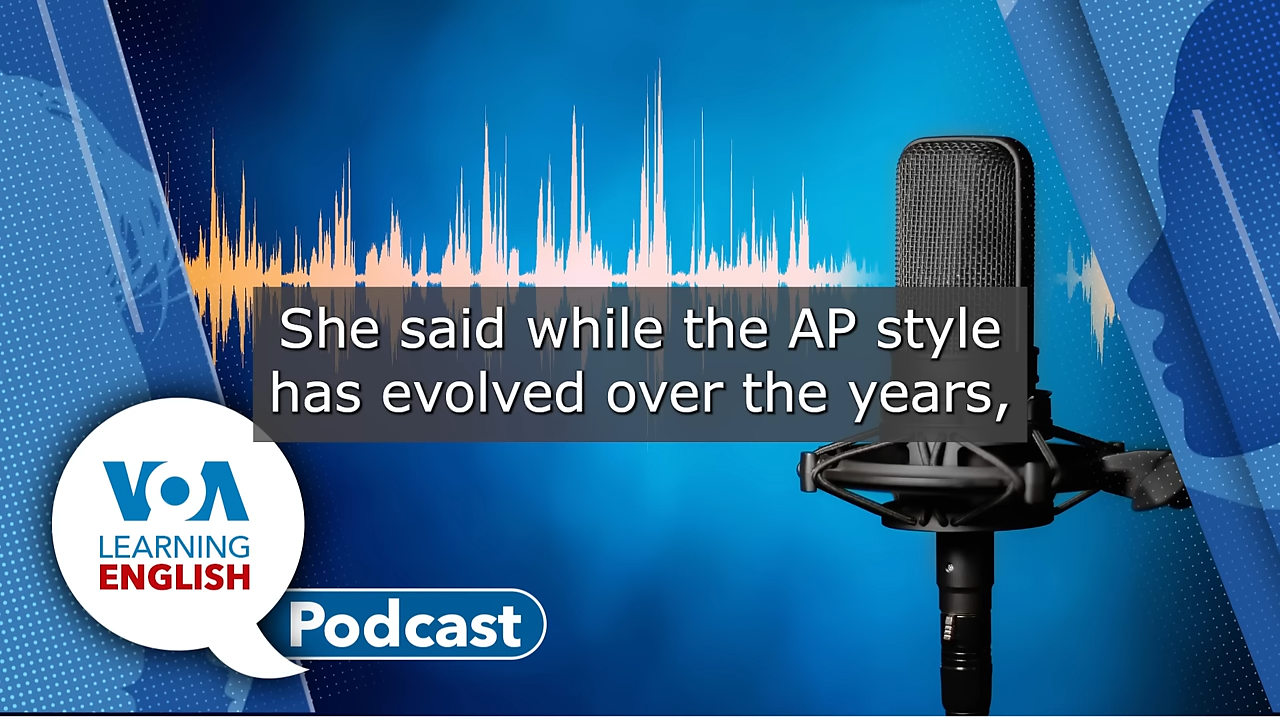 She said while the AP style
has evolved over the years,
VOA
LEARNING
ENGLISH
Podcast